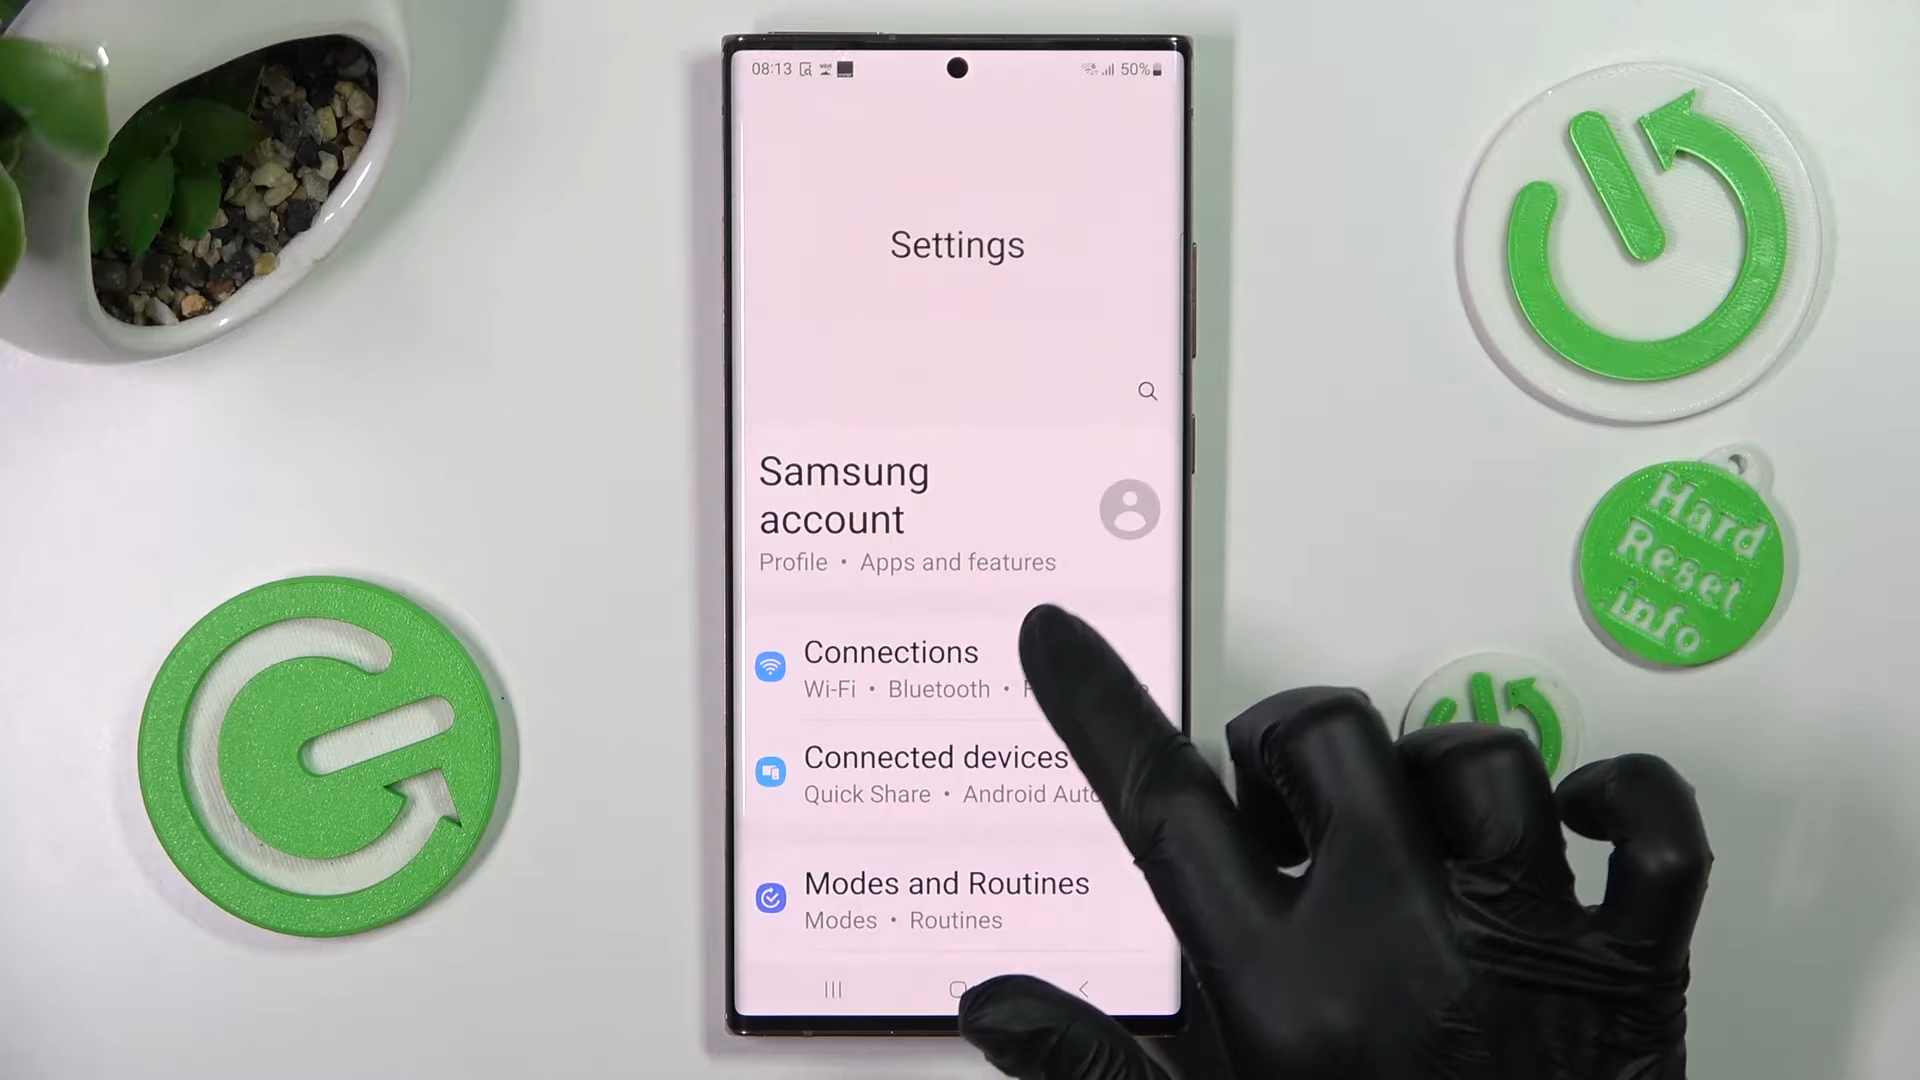 08:13
50%
Settings
Samsung
account
Profile • Apps and features
Connections
Wi-Fi • Bluetooth •
Connected devices
Quick Share • Android Auto
Modes and Routines
Modes • Routines
Hard
Reset
info